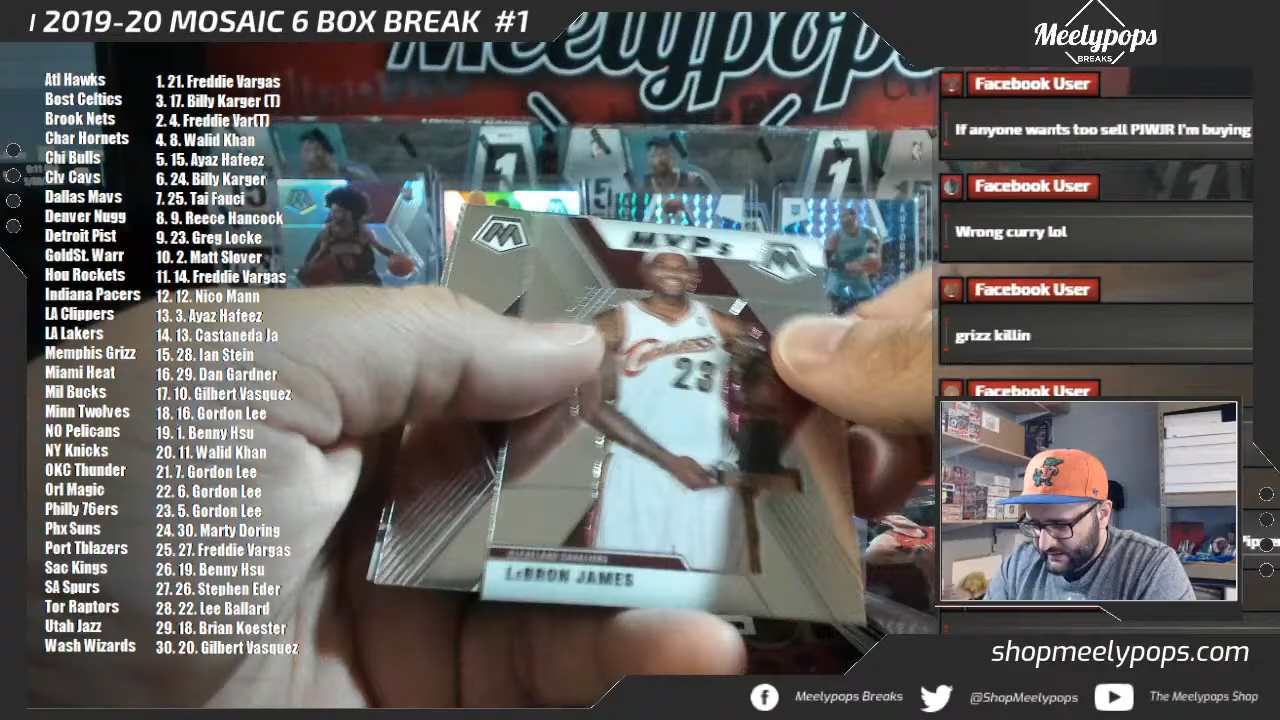 2019-20 MOSAIC 6 BOX BREAK #1
Meelypops
BREAKS
Meelypops
Atl Hawks 1. 21. Freddie Vargas
Bost Celtics 3. 17. Billy Karger (T)
Brook Nets 2. 4. Freddie Var(T)
Char Hornets 4. 8. Walid Khan
Chi Bulls 5. 15. Ayaz Hafeez
Clv Cavs 6. 24. Billy Karger
Dallas Mavs 7. 25. Tai Fauci
Denver Nugg 8. 9. Reece Hancock
Detroit Pist 9. 23. Greg Locke
GoldSt. Warr 10. 2. Matt Slover
Hou Rockets 11. 14. Freddie Vargas
Indiana Pacers 12. 12. Nico Mann
LA Clippers 13. 3. Ayaz Hafeez
LA Lakers 14. 13. Castaneda Ja
Memphis Grizz 15. 28. Ian Stein
Miami Heat 16. 29. Dan Gardner
Mil Bucks 17. 10. Gilbert Vasquez
Minn Twolves 18. 16. Gordon Lee
NO Pelicans 19. 1. Benny Hsu
NY Knicks 20. 11. Walid Khan
OKC Thunder 21. 7. Gordon Lee
Orl Magic 22. 6. Gordon Lee
Philly 76ers 23. 5. Gordon Lee
Phx Suns 24. 30. Marty Doring
Port Tblazers 25. 27. Freddie Vargas
Sac Kings 26. 19. Benny Hsu
SA Spurs 27. 26. Stephen Eder
Tor Raptors 28. 22. Lee Ballard
Utah Jazz 29. 18. Brian Koester
Wash Wizards 30. 20. Gilbert Vasquez
MVPs
23
CLEVELAND CAVALIERS
LeBRON JAMES
Facebook User
If anyone wants too sell PJWJR I'm buying
Facebook User
Wrong curry lol
Facebook User
grizz killin
Facebook User
shopmeelypops.com
Meelypops Breaks
@ShopMeelypops
The Meelypops Shop